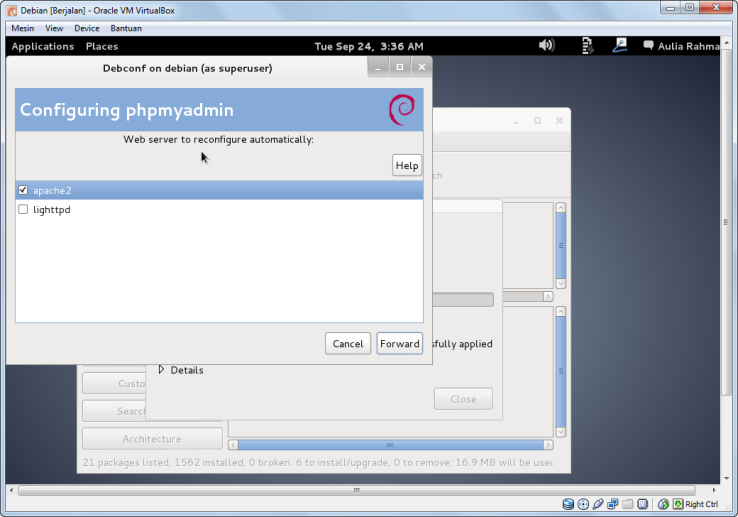 Debian [Berjalan] - Oracle VM VirtualBox
Mesin View Device Bantuan
Applications Places Tue Sep 24, 3:36 AM Aulia Rahma
Debconf on debian (as superuser)
Configuring phpmyadmin
Web server to reconfigure automatically:
Help
ch
apache2
lighttpd
Cancel Forward sfully applied
Details
Custo
Search
Close
Architecture
21 packages listed, 1562 installed, 0 broken. 6 to install/upgrade, 0 to remove; 16.9 MB will be used
Right Ctrl